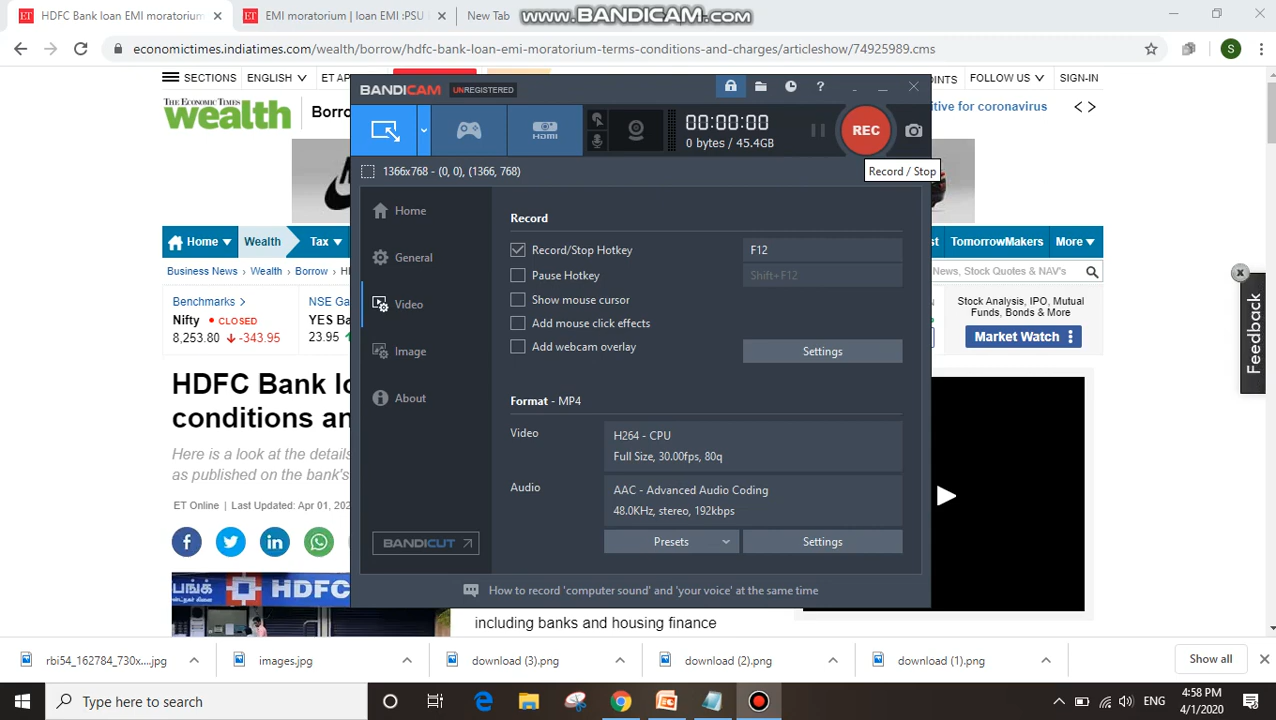 HDFC Bank loan EMI moratorium
EMI moratorium | loan EMI :PSU
New Tab
www.BANDICAM.com
economictimes.indiatimes.com/wealth/borrow/hdfc-bank-loan-emi-moratorium-terms-conditions-and-charges/articleshow/74925989.cms
S
SECTIONS
ENGLISH
ET AP
FOLLOW US
SIGN-IN
THE ECONOMIC TIMES
wealth
Borro
itive for coronavirus
BANDICAM
UNREGISTERED
HDMI
00:00:00
0 bytes / 45.4GB
REC
Record / Stop
1366x768 - (0, 0), (1366, 768)
Home
General
Video
Image
About
BANDICUT
Record
Record/Stop Hotkey
F12
Pause Hotkey
Shift+F12
Show mouse cursor
Add mouse click effects
Add webcam overlay
Settings
Format - MP4
Video
H264 - CPU
Full Size, 30.00fps, 80q
Audio
AAC - Advanced Audio Coding
48.0KHz, stereo, 192kbps
Presets
Settings
How to record 'computer sound' and 'your voice' at the same time
Home
Wealth
Tax
st
TomorrowMakers
More
Business News › Wealth › Borrow › H
News, Stock Quotes & NAV's
Benchmarks
Nifty
CLOSED
8,253.80
-343.95
NSE Ga
YES Ba
23.95
Stock Analysis, IPO, Mutual
Funds, Bonds & More
Market Watch
Feedback
HDFC Bank lo
conditions an
Here is a look at the details
as published on the bank's
ET Online | Last Updated: Apr 01, 202
பங்க்
HDFC
including banks and housing finance
rbi54_162784_730x....jpg
images.jpg
download (3).png
download (2).png
download (1).png
Show all
Type here to search
ENG
4:58 PM
4/1/2020